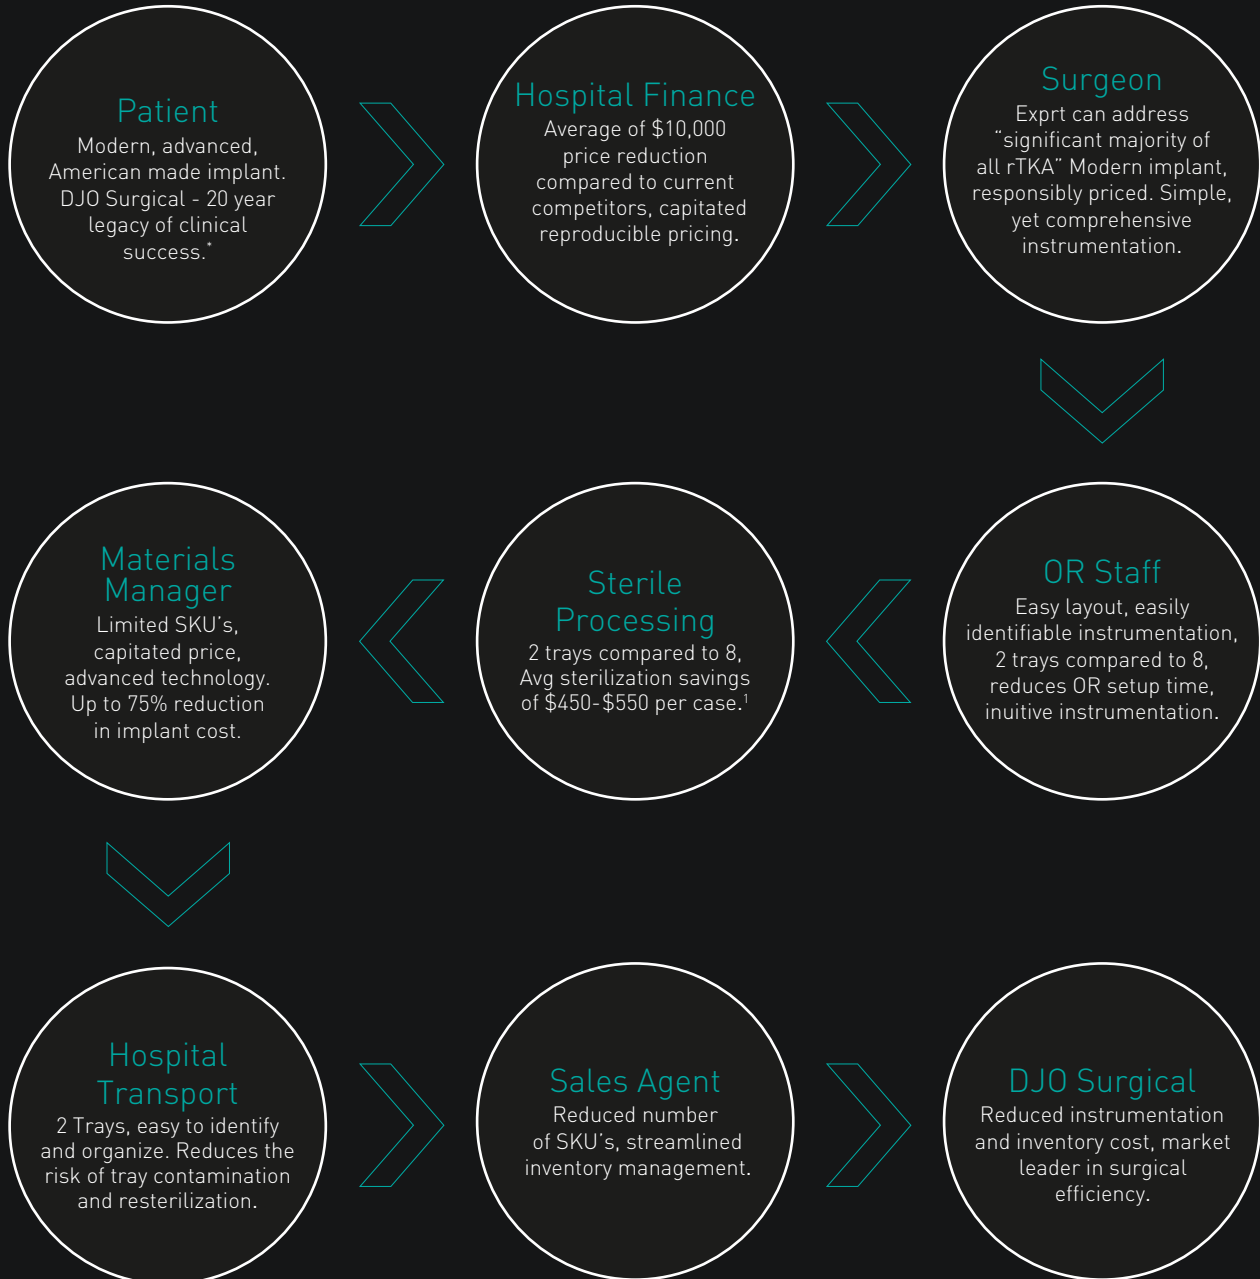 Patient
Modern, advanced,
American made implant.
DJO Surgical - 20 year
legacy of clinical
success.*
Hospital Finance
Average of $10,000
price reduction
compared to current
competitors, capitated
reproducible pricing.
Surgeon
Exprt can address
“significant majority of
all rTKA” Modern implant,
responsibly priced. Simple,
yet comprehensive
instrumentation.
OR Staff
Easy layout, easily
identifiable instrumentation,
2 trays compared to 8,
reduces OR setup time,
inuitive instrumentation.
Sterile
Processing
2 trays compared to 8,
Avg sterilization savings
of $450-$550 per case.¹
Materials
Manager
Limited SKU’s,
capitated price,
advanced technology.
Up to 75% reduction
in implant cost.
Hospital
Transport
2 Trays, easy to identify
and organize. Reduces the
risk of tray contamination
and resterilization.
Sales Agent
Reduced number
of SKU’s, streamlined
inventory management.
DJO Surgical
Reduced instrumentation
and inventory cost, market
leader in surgical
efficiency.